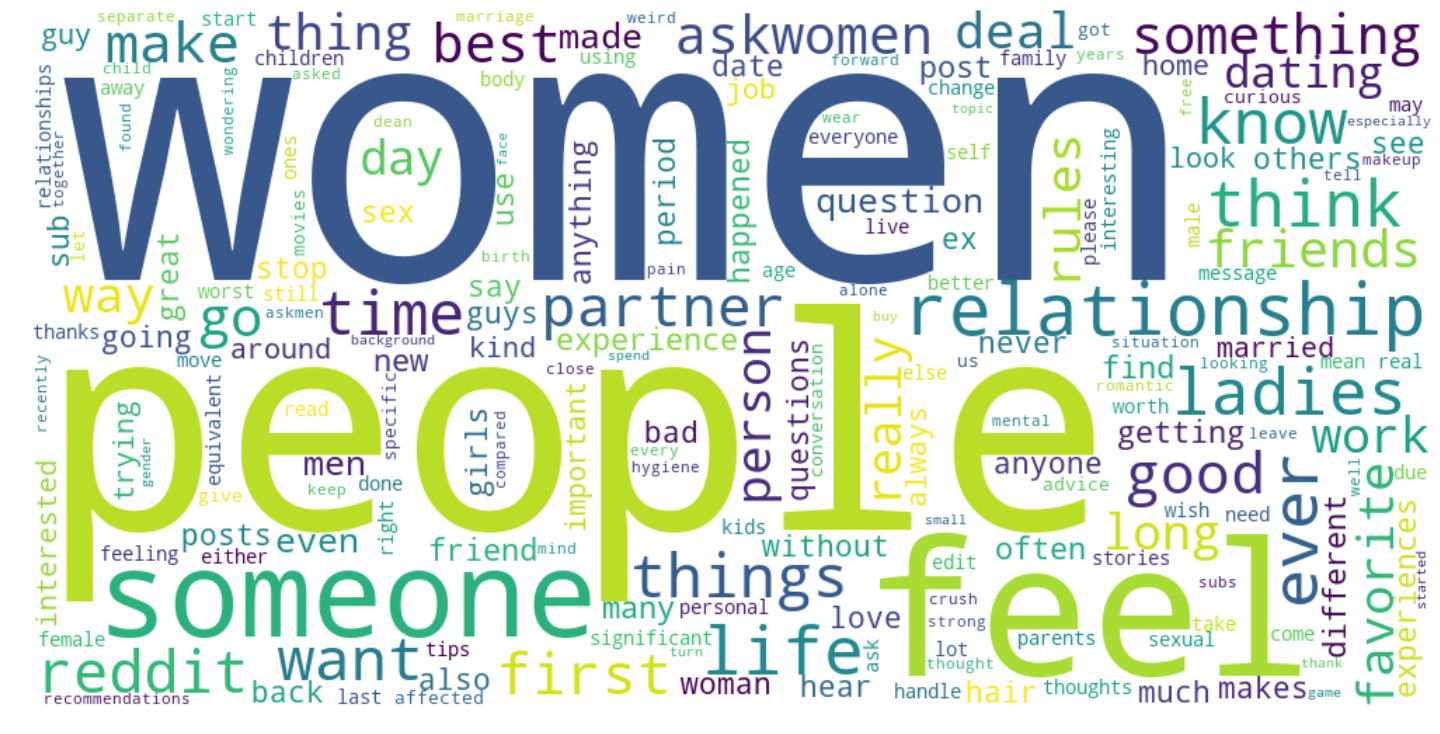 separate start marriage weird got
guy make thing best made askwomen deal something
children using date forward post family years home dating
child away asked body job change curious may
relationships together found wondering women topic free know especially
dean wear everyone see
day ones face self look others makeup
sex use anything period happened question rules interesting please tell
movies live ex male think
sub let great birth pain age friends
way worst stop still say alone better message
thanks going go askmen time guys partner buy relationship
around background new kind experience never situation married
move spend us find looking mean real
recently close person questions conversation really else romantic
people specific read important always worth ladies
trying gender equivalent girls compared bad every hygiene mental getting leave work
men anyone good
interested give keep done advice ever well favorite due
right kids small long wish need
posts even friend mind without often different experiences
feeling either things edit feel stories started
someone many personal crush subs
female significant love strong parents sexual take come
reddit want tips turn life ask lot thought thank
back also first woman hear handle hair thoughts much makes game
recommendations last affected